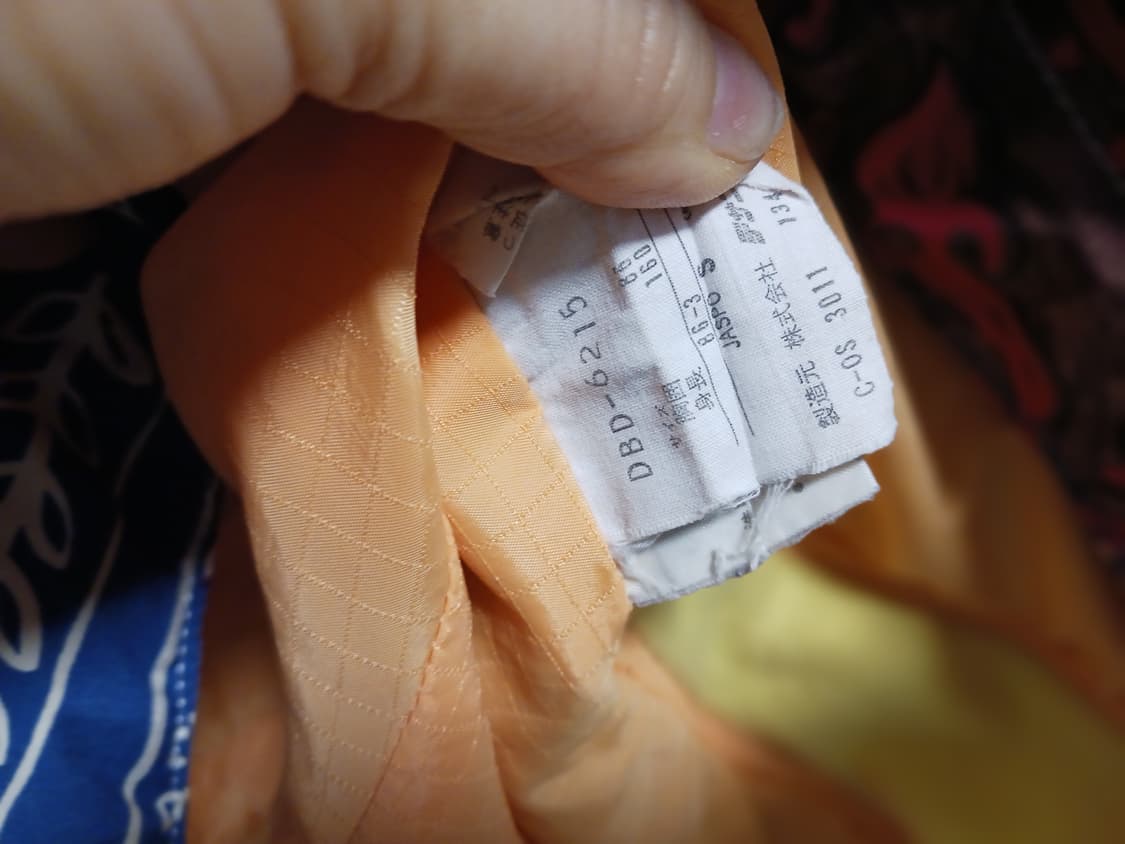 DBD-6215
サイズ
胸囲 86
身長 160
86-3
JASPO S
製造元 株式会社
C-OS 3011 134